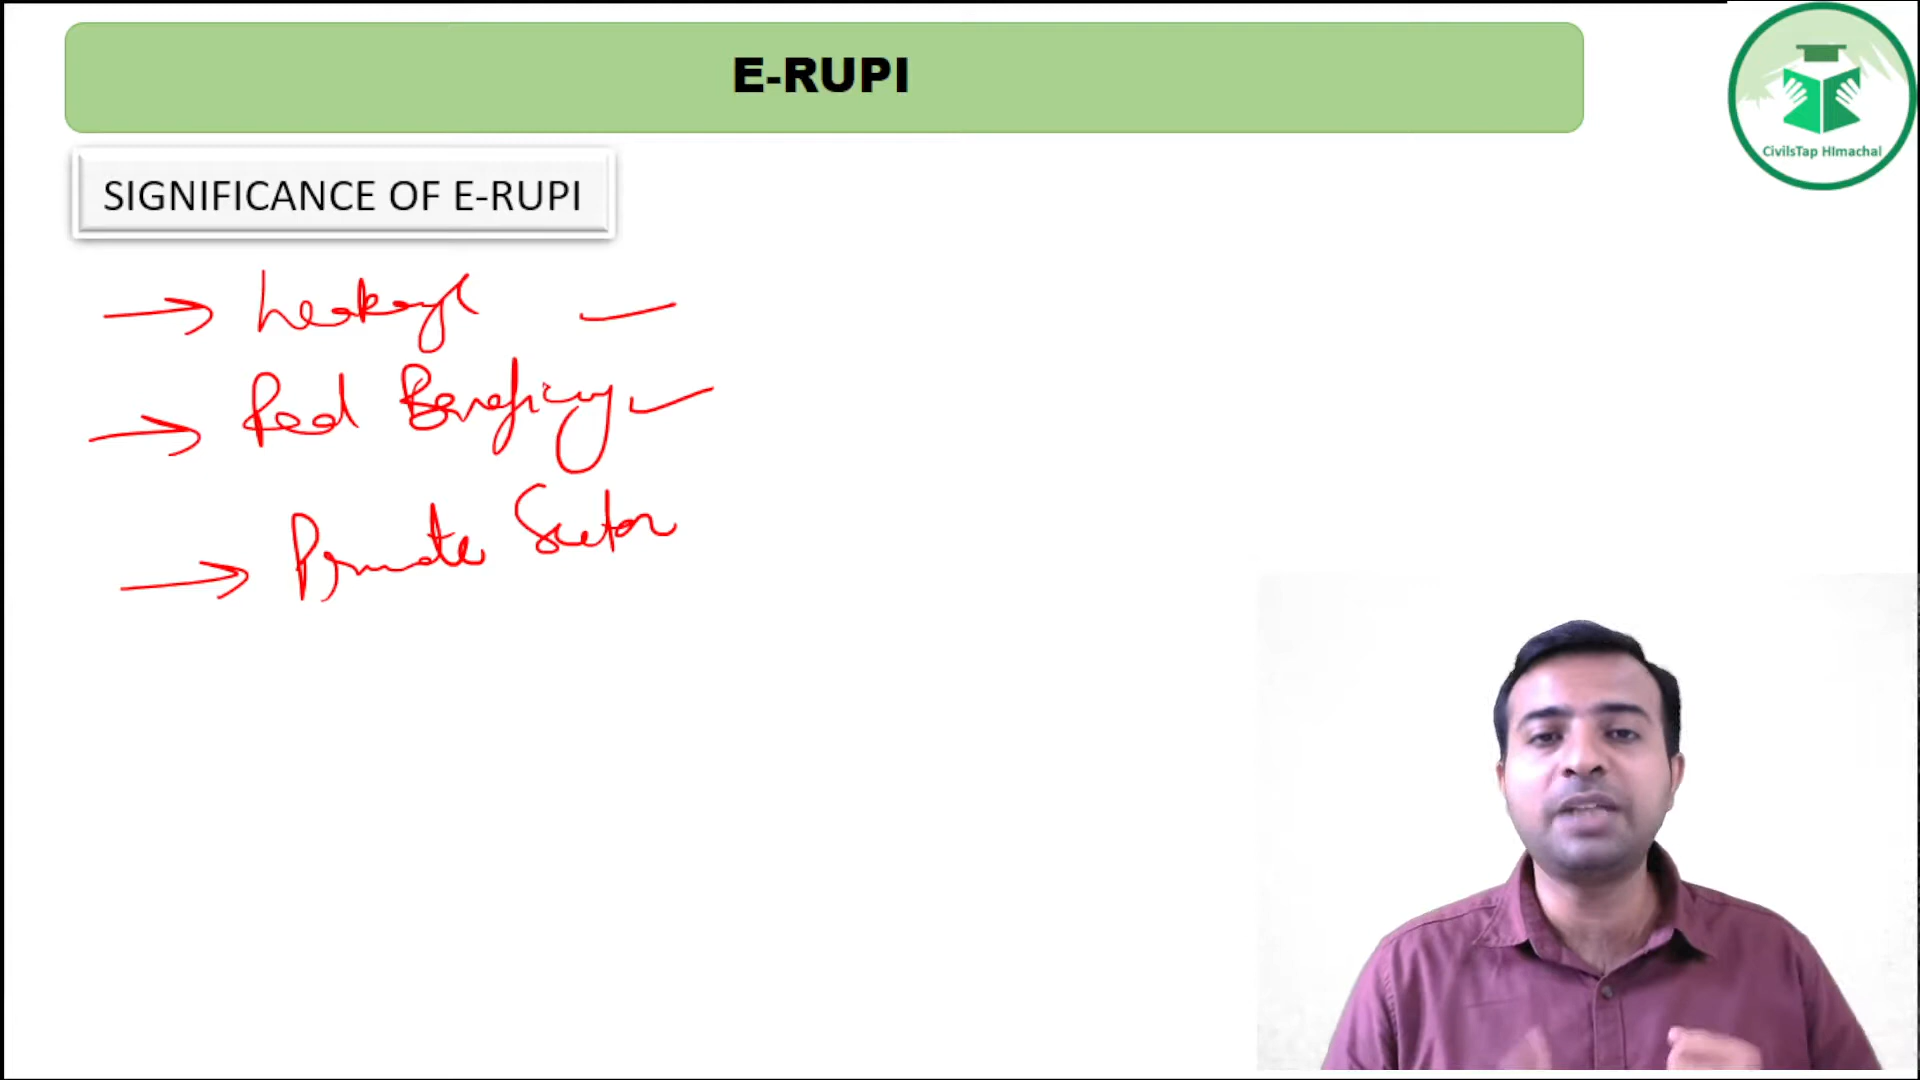 E-RUPI
CivilsTap HImachal
SIGNIFICANCE OF E-RUPI
→ Leakage
→ Real Beneficiary
→ Private Sector